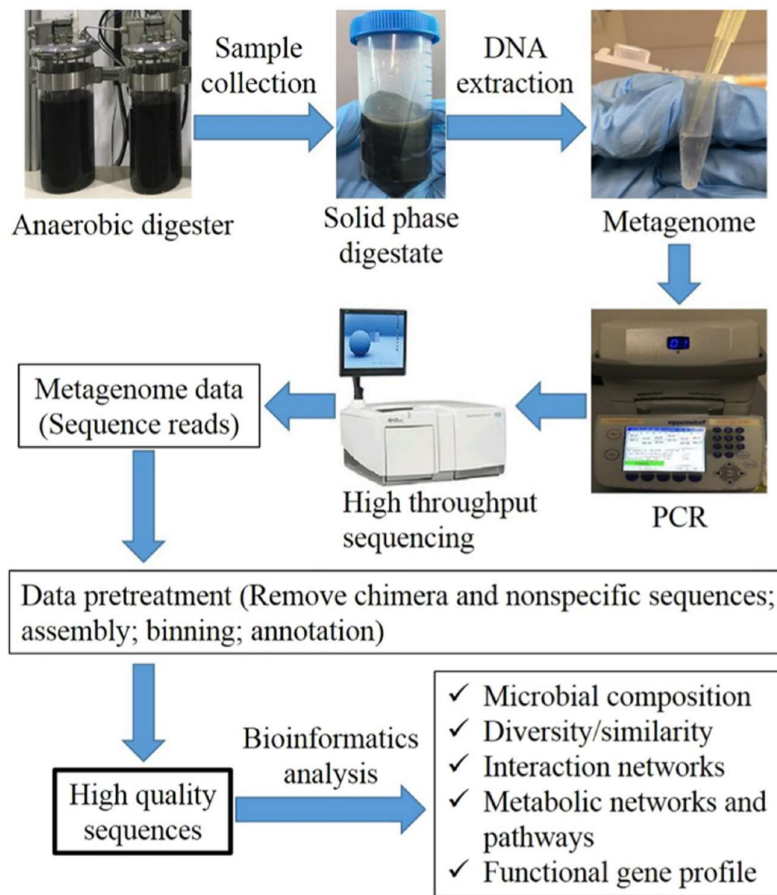 Sample
collection
DNA
extraction
Anaerobic digester
Solid phase
digestate
Metagenome
Metagenome data
(Sequence reads)
High throughput
sequencing
eppendorf
PCR
Data pretreatment (Remove chimera and nonspecific sequences;
assembly; binning; annotation)
Bioinformatics
analysis
High quality
sequences
✓ Microbial composition
✓ Diversity/similarity
✓ Interaction networks
✓ Metabolic networks and
pathways
✓ Functional gene profile